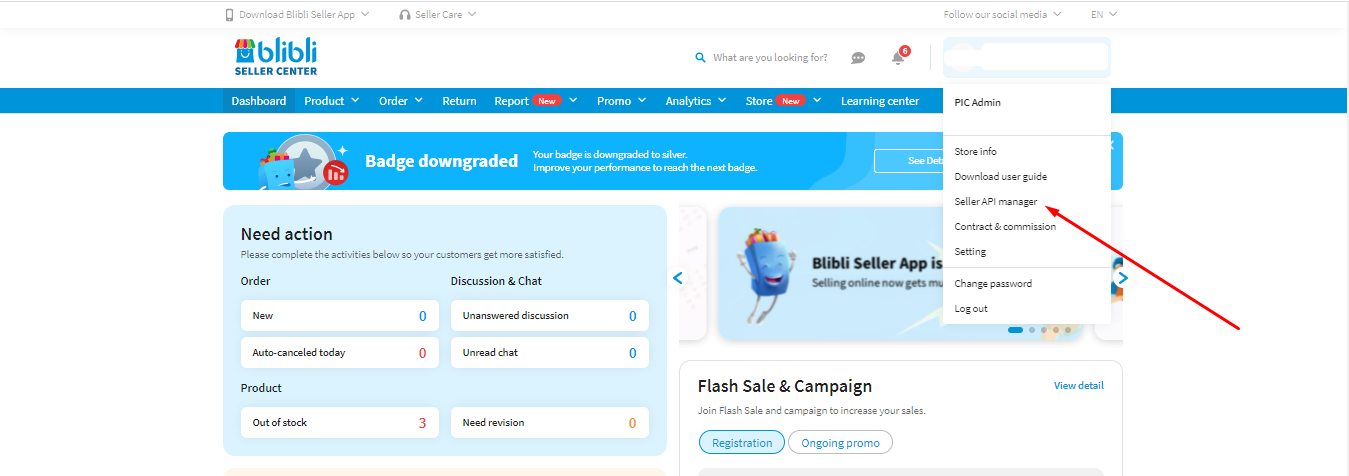 Download Blibli Seller App
Seller Care
Follow our social media
EN
blibli
SELLER CENTER
What are you looking for?
6
Dashboard
Product
Order
Return
Report New
Promo
Analytics
Store New
Learning center
PIC Admin
Store info
Download user guide
Seller API manager
Contract & commission
Setting
Change password
Log out
Badge downgraded
Your badge is downgraded to silver.
Improve your performance to reach the next badge.
See Deta
Need action
Please complete the activities below so your customers get more satisfied.
Order
New 0
Auto-canceled today 0
Discussion & Chat
Unanswered discussion 0
Unread chat 0
Product
Out of stock 3
Need revision 0
Blibli Seller App is
Selling online now gets mu
Flash Sale & Campaign
View detail
Join Flash Sale and campaign to increase your sales.
Registration
Ongoing promo